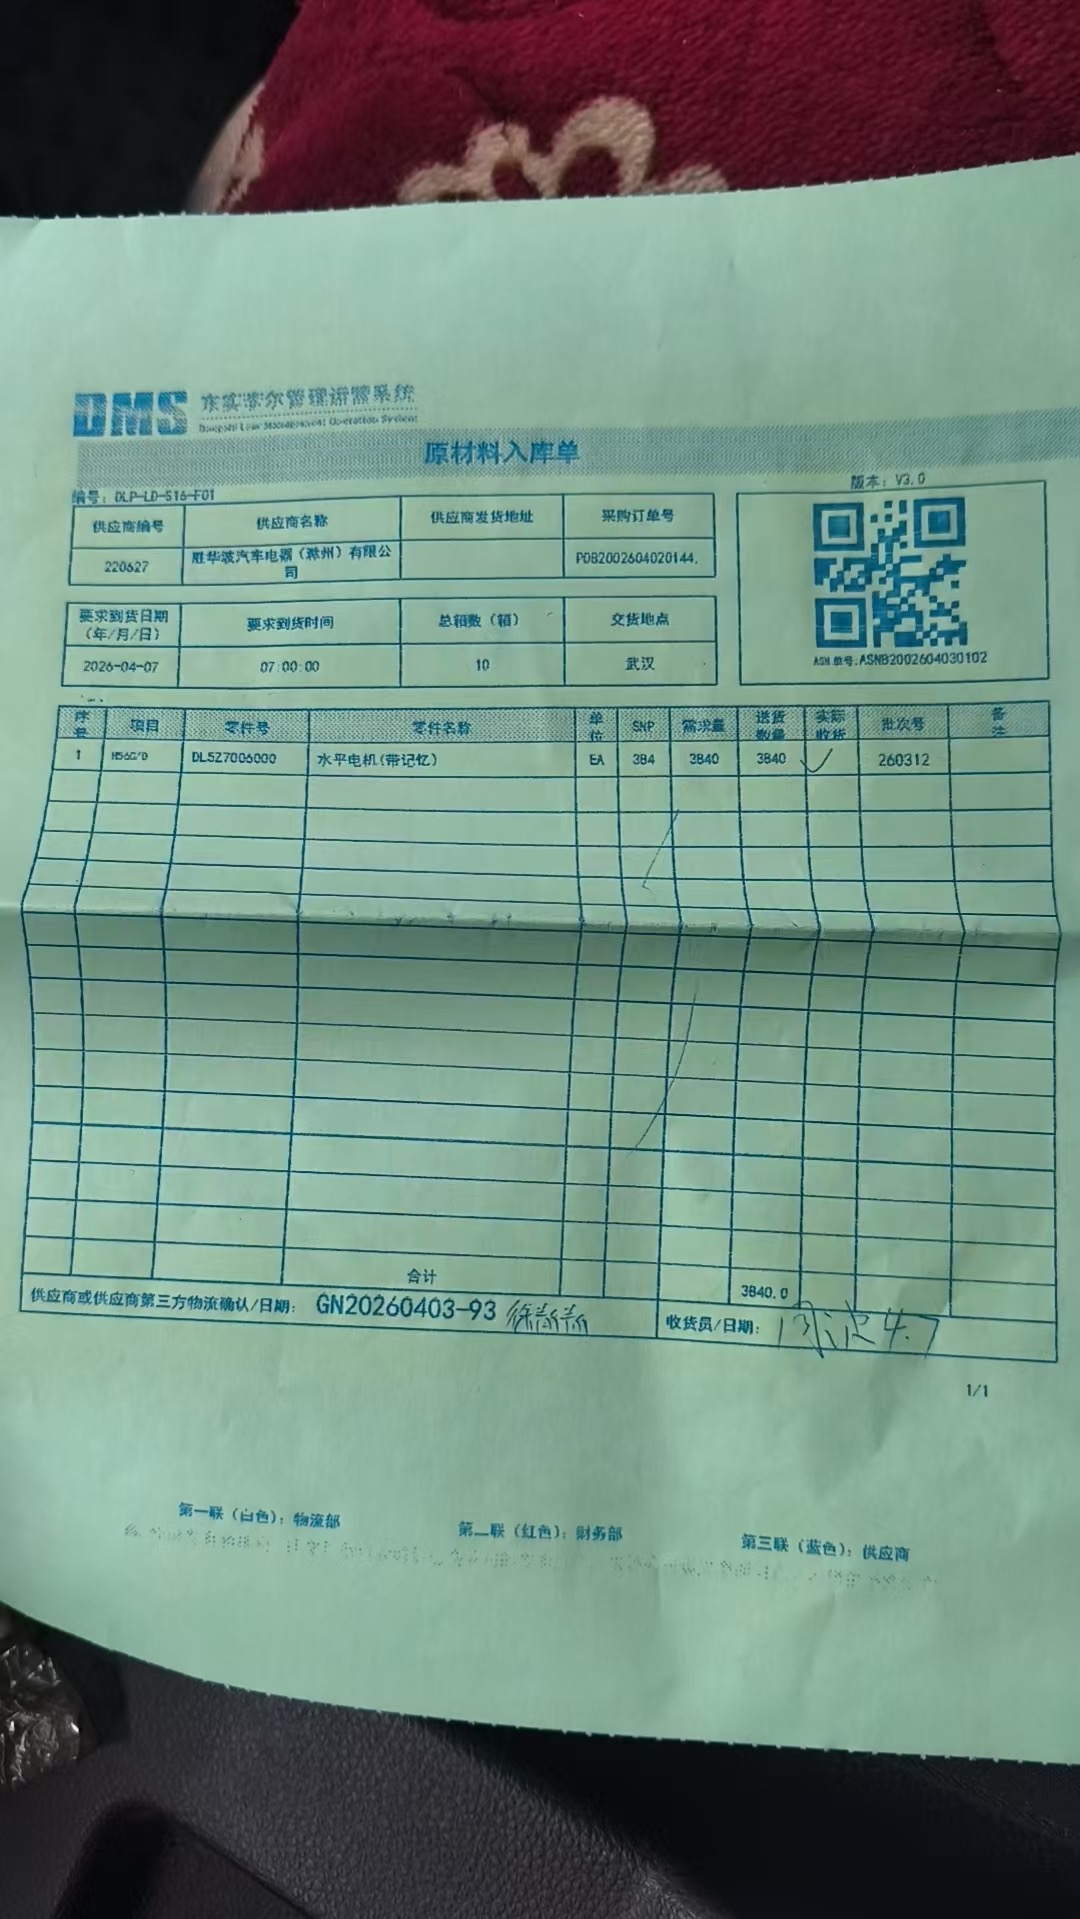 DMS 东实李尔管理运营系统
Dongshi Lear Management Operation System
原材料入库单
编号：DLP-LD-S16-F01
版本：V3.0
供应商编号 供应商名称 供应商发货地址 采购订单号
220627 胜华波汽车电器（滁州）有限公司 POB2002604020144.
要求到货日期（年/月/日） 要求到货时间 总箱数（箱） 交货地点
2026-04-07 07:00:00 10 武汉
ASN单号:ASNB2002604030102
序号 项目 零件号 零件名称 单位 SNP 需求量 送货数量 实际收货 批次号 备注
1 DL5Z7006000 水平电机(带记忆) EA 384 3840 3840 ✓ 260312
合计 3840.0
供应商或供应商第三方物流确认/日期： GN20260403-93
收货员/日期： 4.7
1/1
第一联（白色）：物流部 第二联（红色）：财务部 第三联（蓝色）：供应商